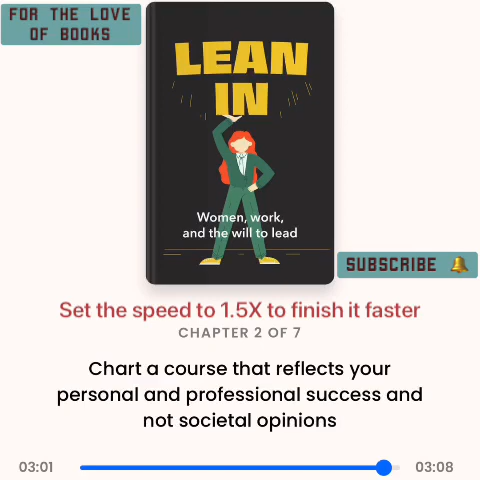 FOR THE LOVE
OF BOOKS
LEAN
IN
Women, work,
and the will to lead
SUBSCRIBE
Set the speed to 1.5X to finish it faster
CHAPTER 2 OF 7
Chart a course that reflects your
personal and professional success and
not societal opinions
03:01
03:08